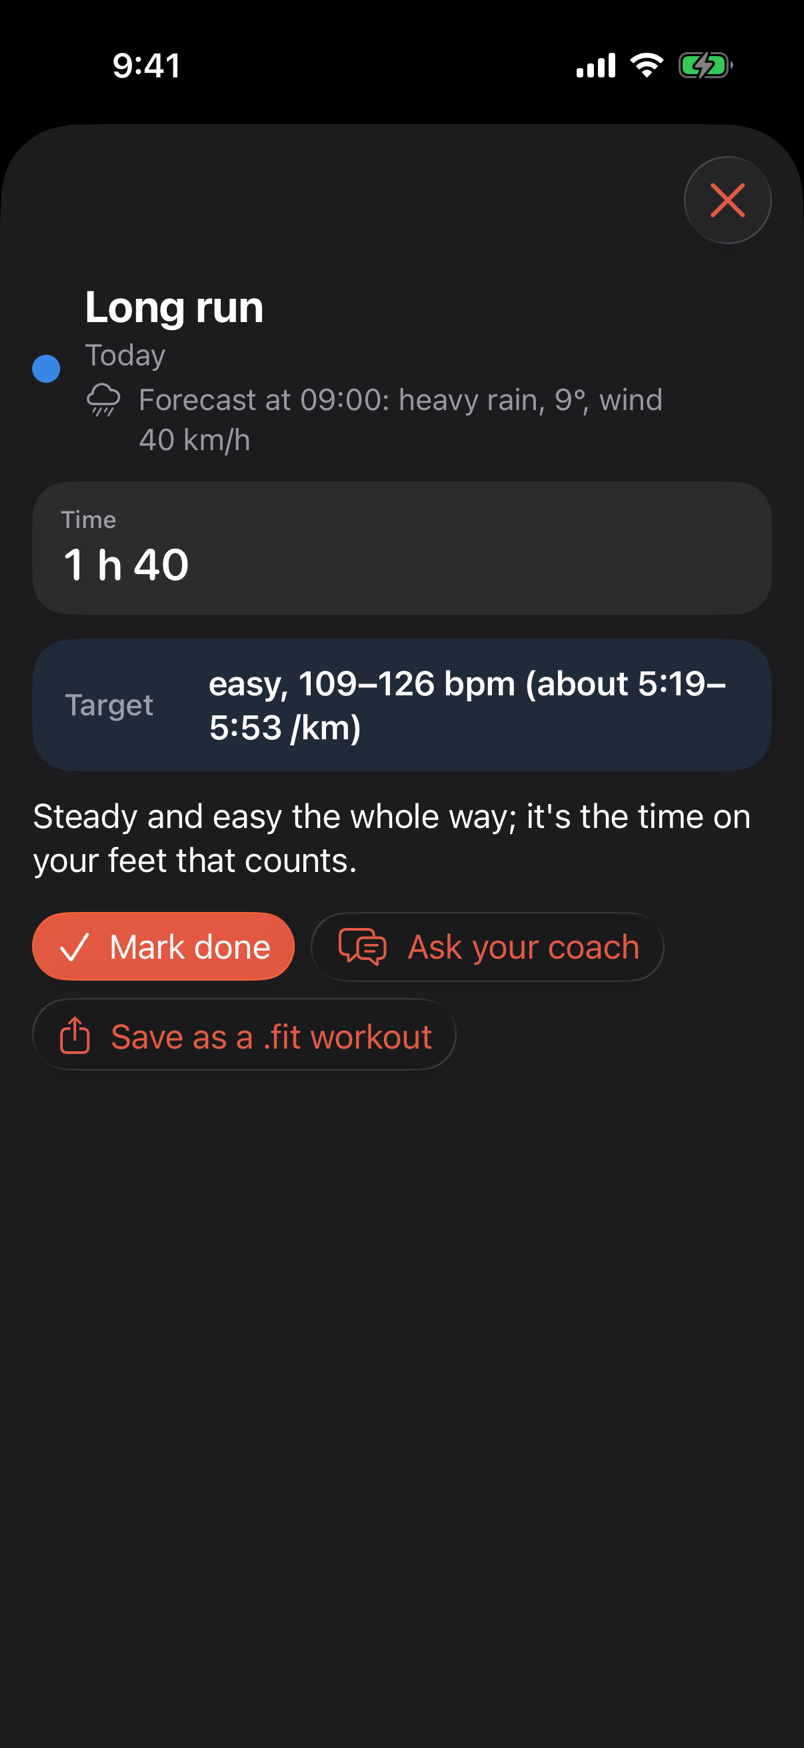 9:41
Long run
Today
Forecast at 09:00: heavy rain, 9°, wind
40 km/h
Time
1 h 40
Target
easy, 109–126 bpm (about 5:19–
5:53 /km)
Steady and easy the whole way; it's the time on
your feet that counts.
Mark done
Ask your coach
Save as a .fit workout